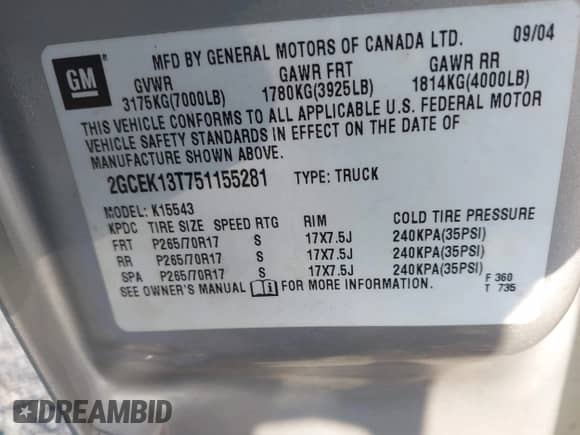 GM
MFD BY GENERAL MOTORS OF CANADA LTD. 09/04
GVWR GAWR FRT GAWR RR
3175KG(7000LB) 1780KG(3925LB) 1814KG(4000LB)
THIS VEHICLE CONFORMS TO ALL APPLICABLE U.S. FEDERAL MOTOR
VEHICLE SAFETY STANDARDS IN EFFECT ON THE DATE OF
MANUFACTURE SHOWN ABOVE.
2GCEK13T751155281 TYPE: TRUCK
MODEL: K15543
KPDC TIRE SIZE SPEED RTG RIM COLD TIRE PRESSURE
FRT P265/70R17 S 17X7.5J 240KPA(35PSI)
RR P265/70R17 S 17X7.5J 240KPA(35PSI)
SPA P265/70R17 S 17X7.5J 240KPA(35PSI)
SEE OWNER'S MANUAL FOR MORE INFORMATION. F 360
T 735
DREAMBID